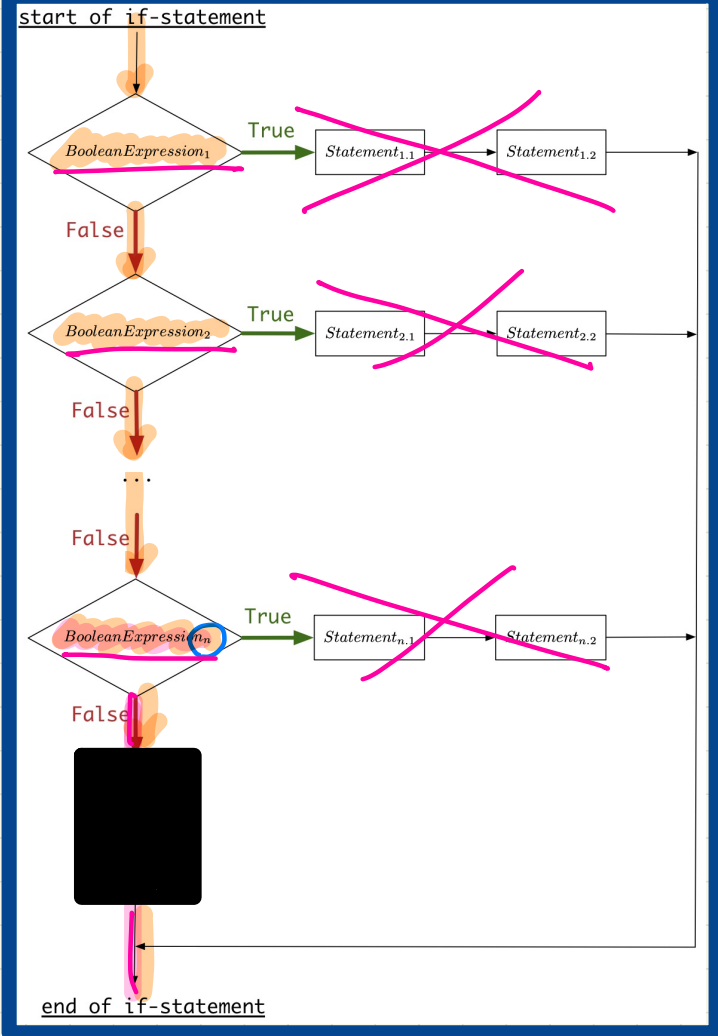 start of if-statement
True
BooleanExpression₁ Statement₁.₁ Statement₁.₂
False
True
BooleanExpression₂ Statement₂.₁ Statement₂.₂
False
...
False
True
BooleanExpressionₙ Statementₙ.₁ Statementₙ.₂
False
end of if-statement